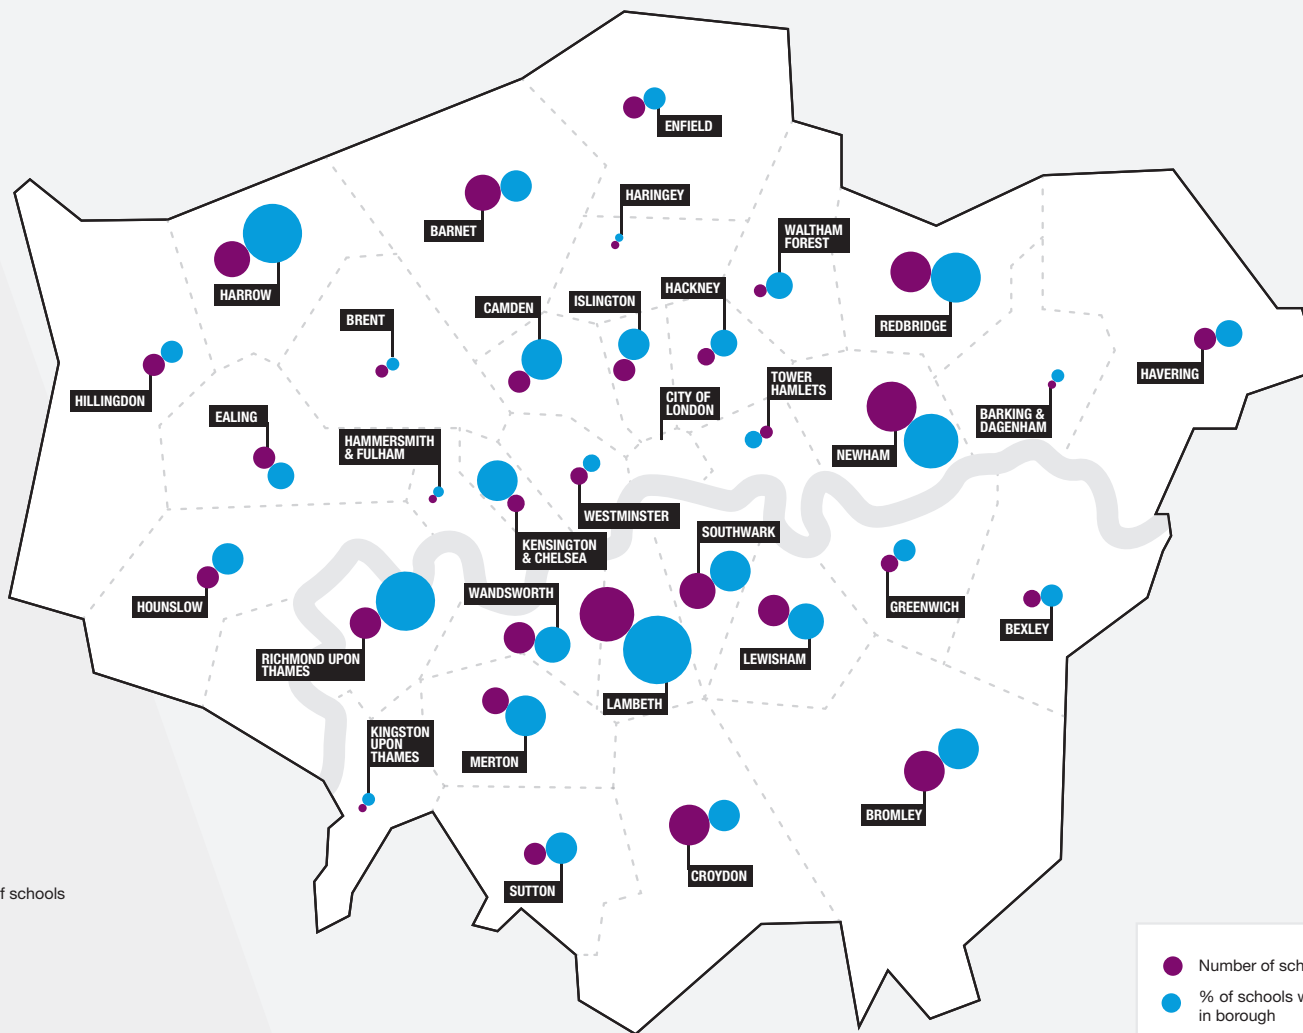 ENFIELD
HARINGEY
BARNET
WALTHAM
FOREST
HARROW
HACKNEY
ISLINGTON
CAMDEN
BRENT
REDBRIDGE
HAVERING
HILLINGDON
TOWER
HAMLETS
CITY OF
LONDON
EALING
BARKING &
DAGENHAM
HAMMERSMITH
& FULHAM
NEWHAM
WESTMINSTER
SOUTHWARK
KENSINGTON
& CHELSEA
WANDSWORTH
HOUNSLOW
GREENWICH
BEXLEY
RICHMOND UPON
THAMES
LEWISHAM
LAMBETH
KINGSTON
UPON
THAMES
MERTON
BROMLEY
CROYDON
SUTTON
f schools
Number of sch
% of schools w
in borough